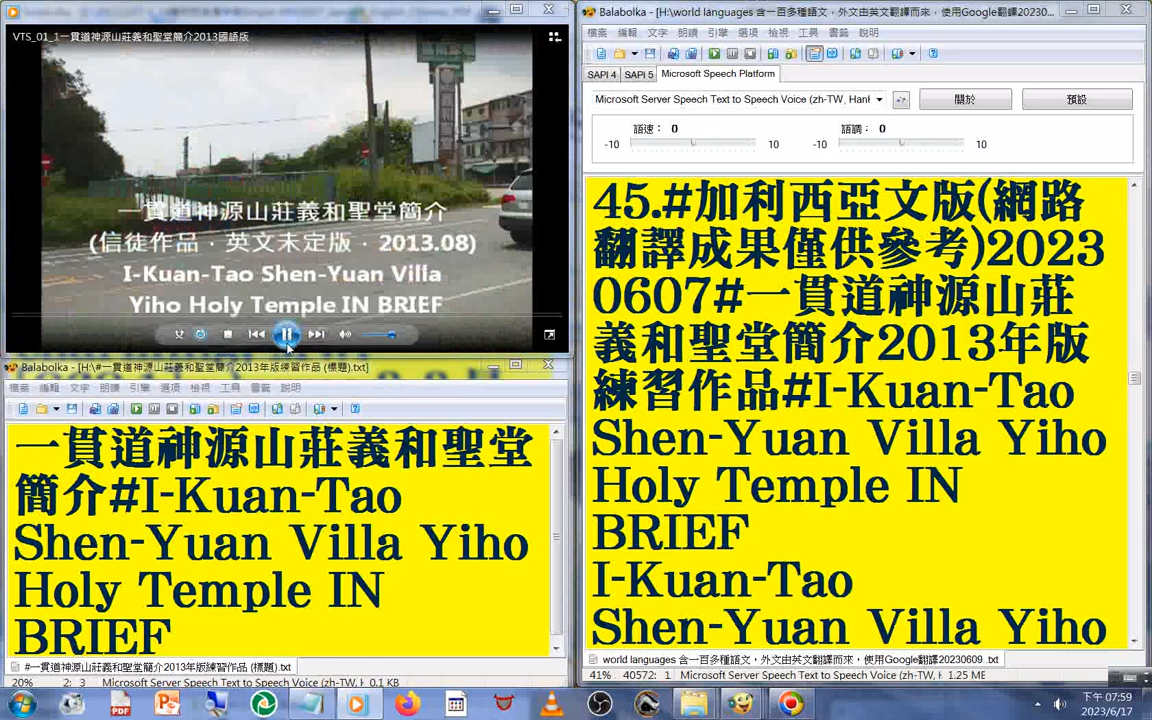 VTS_01_1一貫道神源山莊義和聖堂簡介2013國語版
一貫道神源山莊義和聖堂簡介
(信徒作品‧英文未定版‧2013.08)
I-Kuan-Tao Shen-Yuan Villa
Yiho Holy Temple IN BRIEF
Balabolka - [H:\#一貫道神源山莊義和聖堂簡介2013年版練習作品 (標題).txt]
檔案 編輯 文字 朗讀 引擎 選項 檢視 工具 書籤 說明
一貫道神源山莊義和聖堂
簡介#I-Kuan-Tao
Shen-Yuan Villa Yiho
Holy Temple IN
BRIEF
#一貫道神源山莊義和聖堂簡介2013年版練習作品 (標題).txt
20% 2: 3 Microsoft Server Speech Text to Speech Voice (zh-TW, H 0.1 KB
Balabolka - [H:\world languages 含一百多種語文，外文由英文翻譯而來，使用Google翻譯20230...
檔案 編輯 文字 朗讀 引擎 選項 檢視 工具 書籤 說明
SAPI 4 SAPI 5 Microsoft Speech Platform
Microsoft Server Speech Text to Speech Voice (zh-TW, Han
關於 預設
語速： 0 語調： 0
-10 10 -10 10
45.#加利西亞文版(網路
翻譯成果僅供參考)2023
0607#一貫道神源山莊
義和聖堂簡介2013年版
練習作品#I-Kuan-Tao
Shen-Yuan Villa Yiho
Holy Temple IN
BRIEF
I-Kuan-Tao
Shen-Yuan Villa Yiho
world languages 含一百多種語文，外文由英文翻譯而來，使用Google翻譯20230609 .txt
41% 40572: 1 Microsoft Server Speech Text to Speech Voice (zh-T 1.25 MB
下午 07:59
2023/6/17